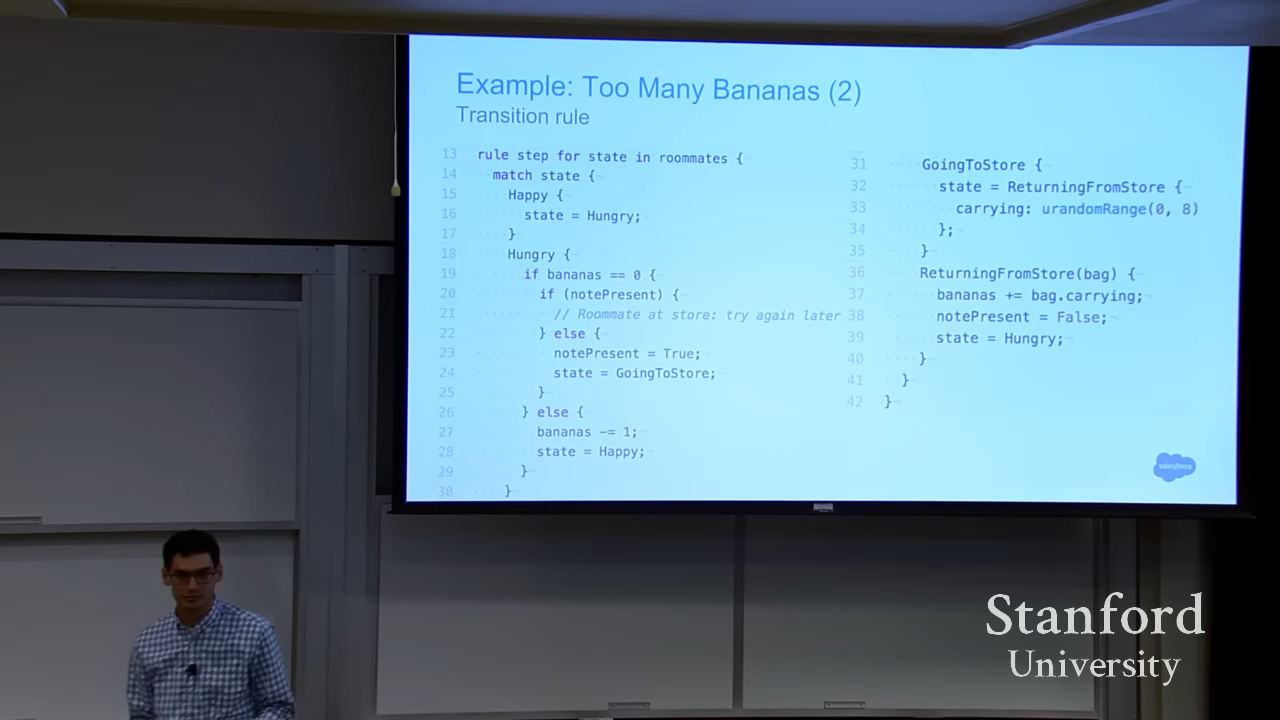 Example: Too Many Bananas (2)
Transition rule
13 rule step for state in roommates {
14 match state {
15 Happy {
16 state = Hungry;
17 }
18 Hungry {
19 if bananas == 0 {
20 if (notePresent) {
21 // Roommate at store: try again later
22 } else {
23 notePresent = True;
24 state = GoingToStore;
25 }
26 } else {
27 bananas -= 1;
28 state = Happy;
29 }
30 }
31 GoingToStore {
32 state = ReturningFromStore {
33 carrying: urandomRange(0, 8)
34 };
35 }
36 ReturningFromStore(bag) {
37 bananas += bag.carrying;
38 notePresent = False;
39 state = Hungry;
40 }
41 }
42 }
salesforce
Stanford
University